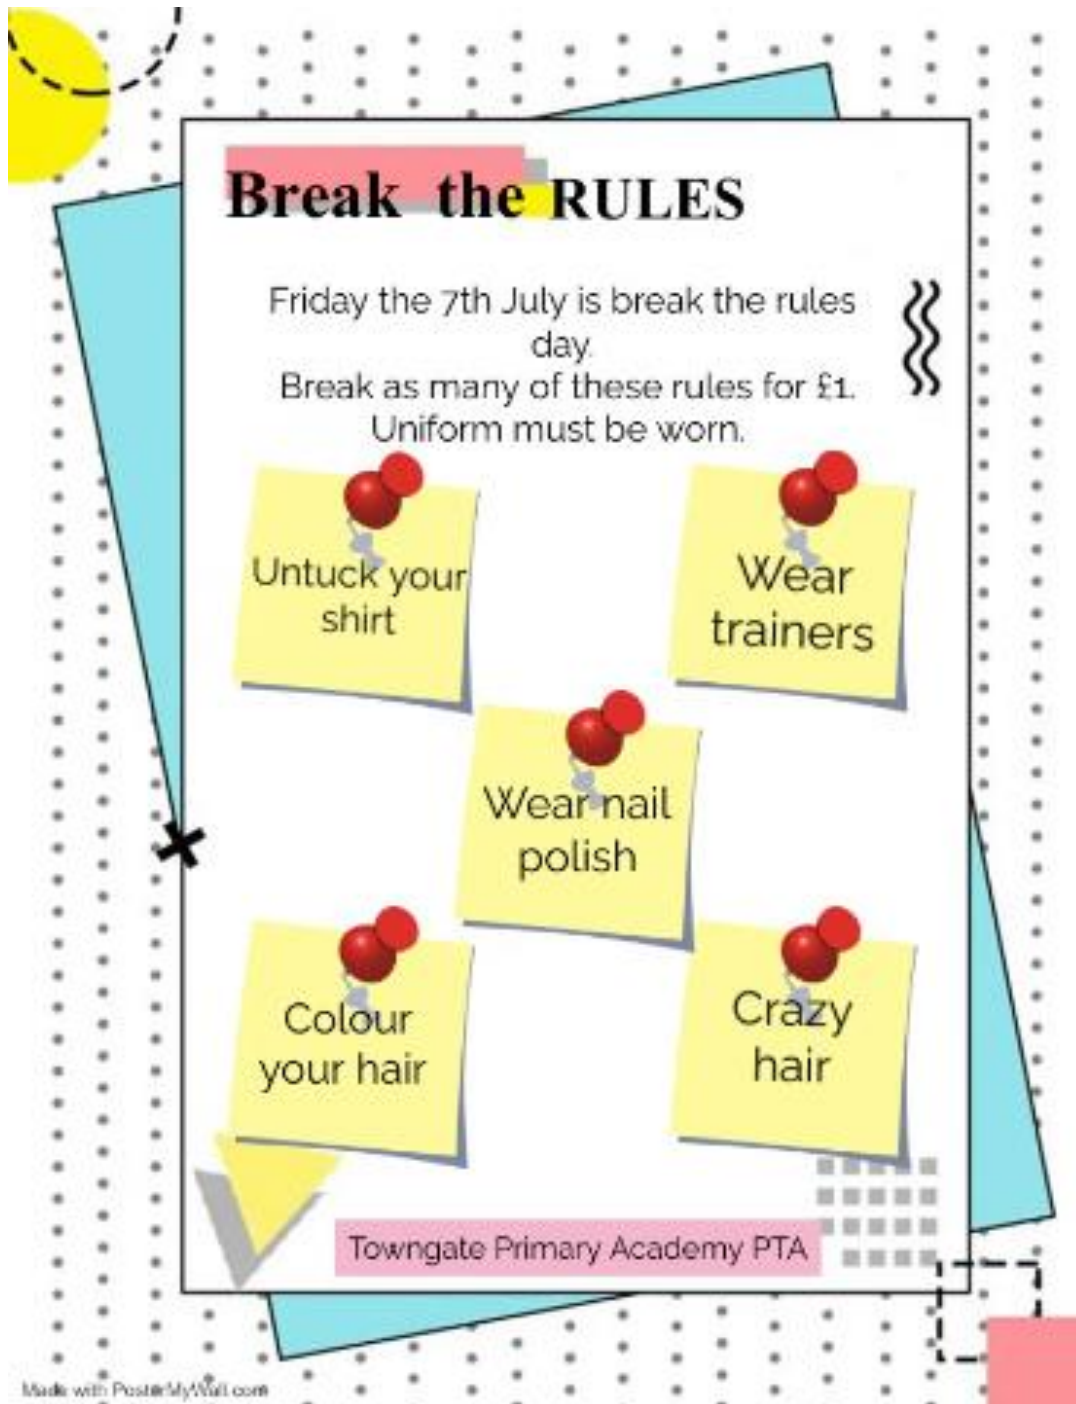 Break the RULES
Friday the 7th July is break the rules
day.
Break as many of these rules for £1.
Uniform must be worn.
Untuck your
shirt
Wear
trainers
Wear nail
polish
Colour
your hair
Crazy
hair
Towngate Primary Academy PTA
Made with PosterMyWall.com